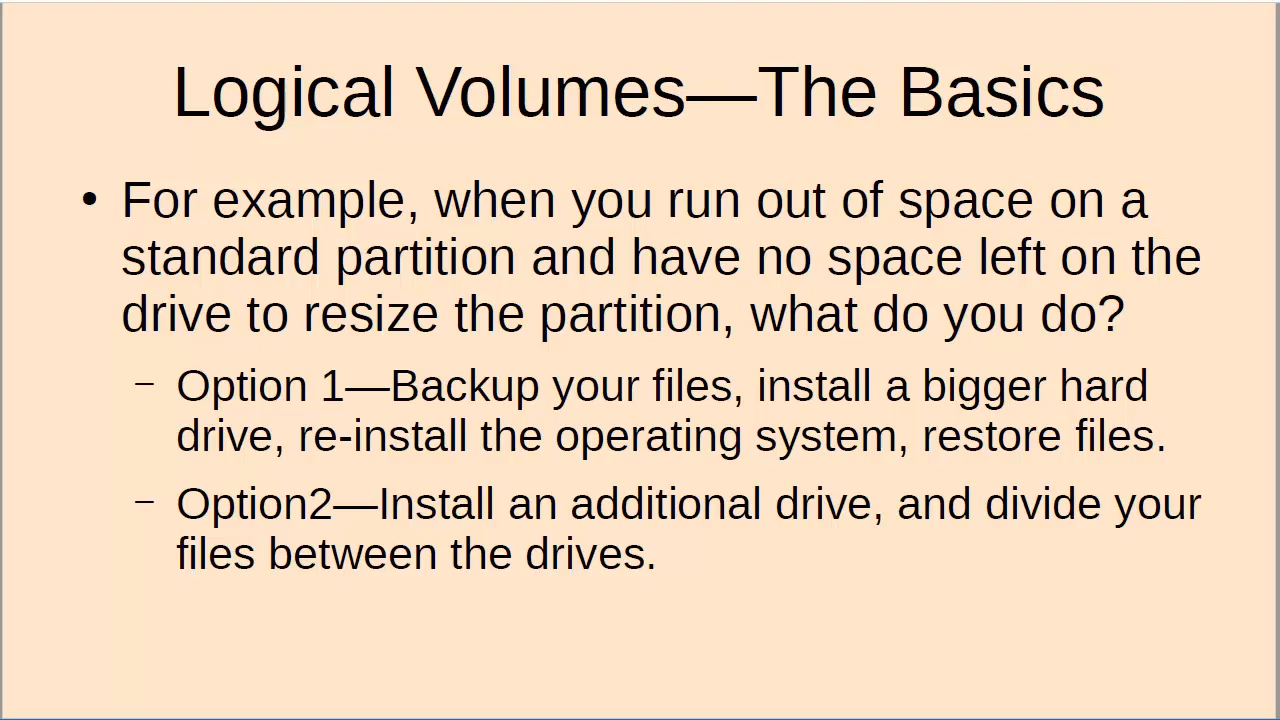 Logical Volumes—The Basics
• For example, when you run out of space on a
standard partition and have no space left on the
drive to resize the partition, what do you do?
– Option 1—Backup your files, install a bigger hard
drive, re-install the operating system, restore files.
– Option2—Install an additional drive, and divide your
files between the drives.